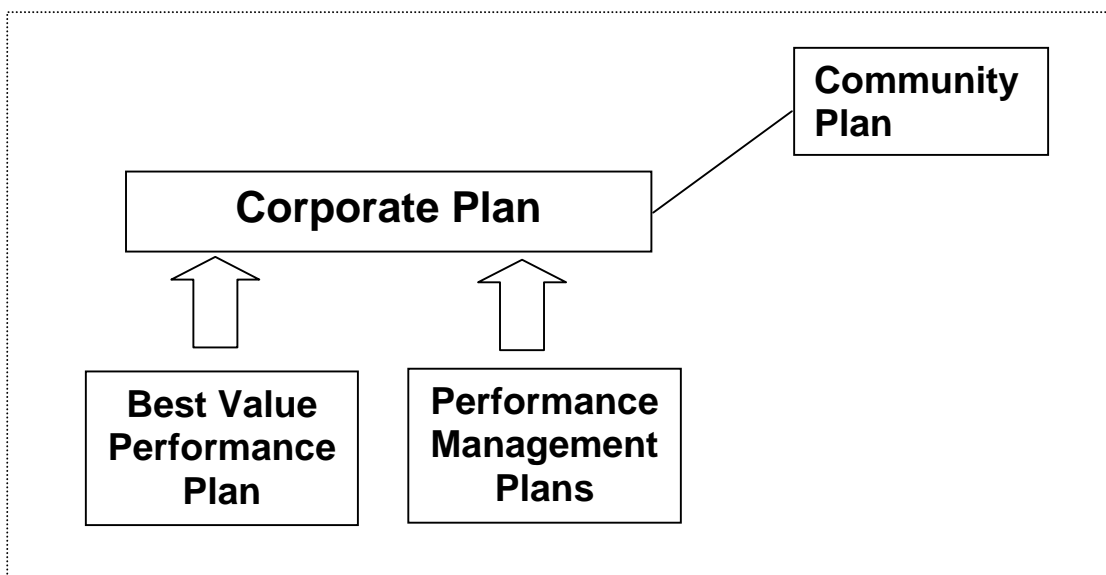 Community
Plan
Corporate Plan
Best Value
Performance
Plan
Performance
Management
Plans